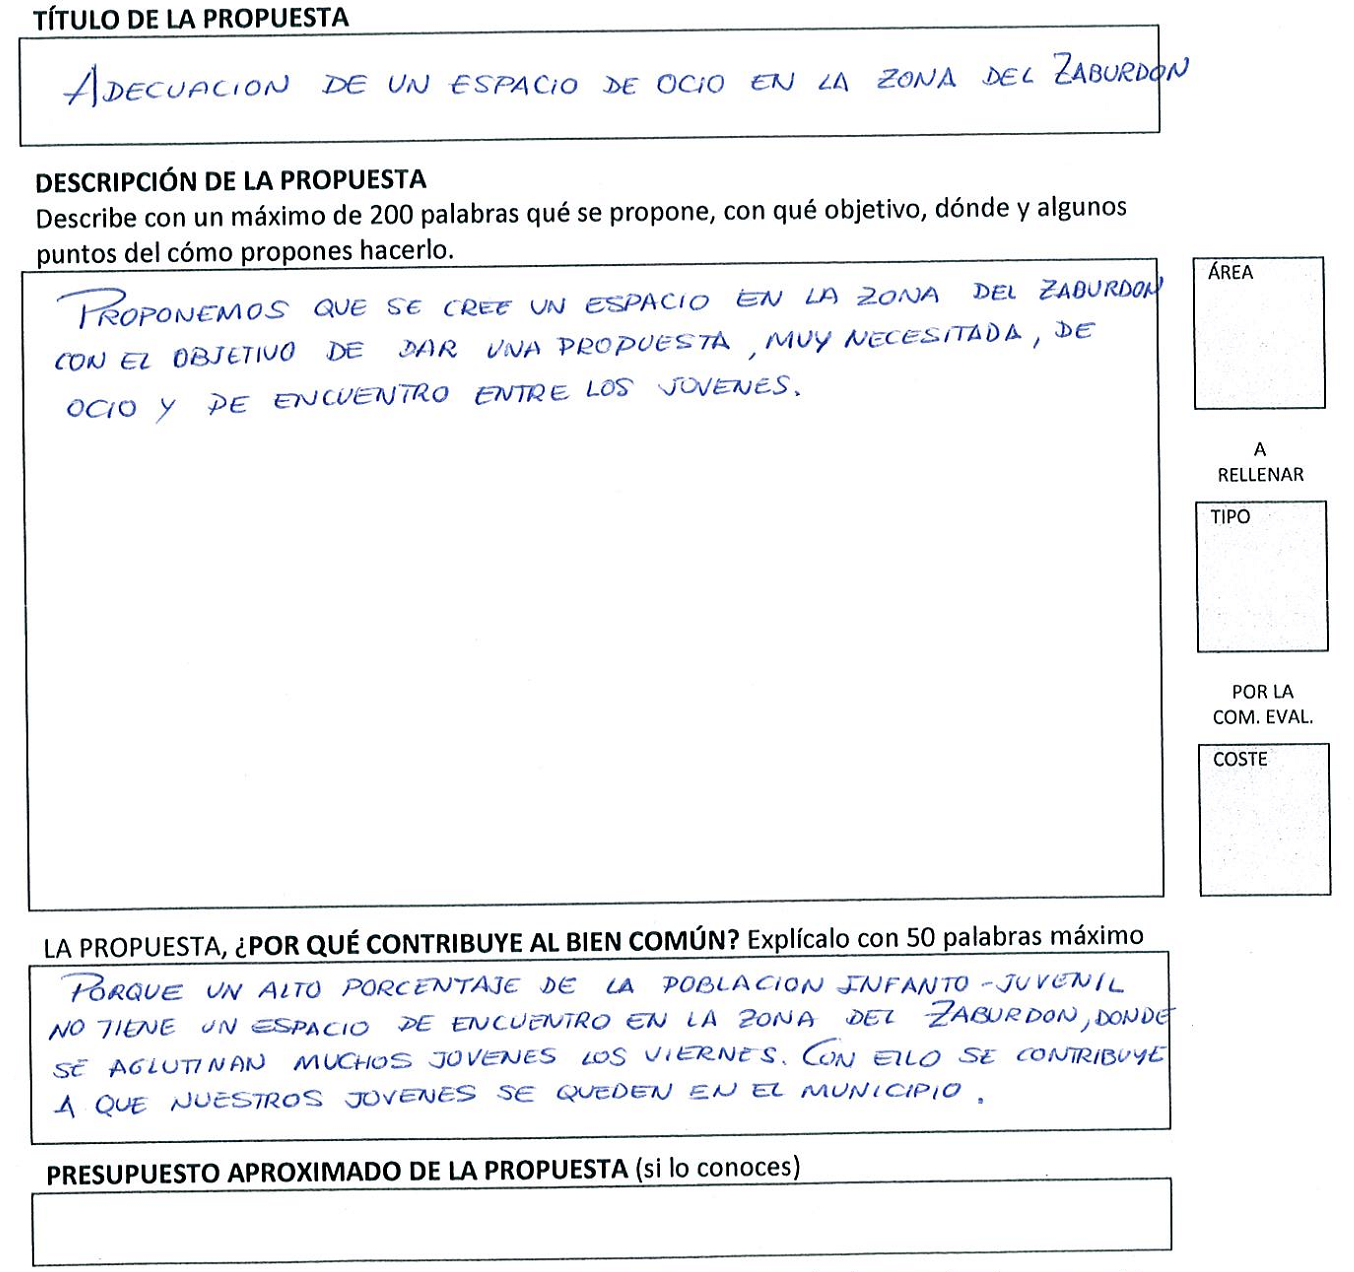 TÍTULO DE LA PROPUESTA
ADECUACION DE UN ESPACIO DE OCIO EN LA ZONA DEL ZABURDON
DESCRIPCIÓN DE LA PROPUESTA
Describe con un máximo de 200 palabras qué se propone, con qué objetivo, dónde y algunos
puntos del cómo propones hacerlo.
PROPONEMOS QUE SE CREE UN ESPACIO EN LA ZONA DEL ZABURDON
CON EL OBJETIVO DE DAR UNA PROPUESTA, MUY NECESITADA, DE
OCIO Y DE ENCUENTRO ENTRE LOS JOVENES.
ÁREA
A
RELLENAR
TIPO
POR LA
COM. EVAL.
COSTE
LA PROPUESTA, ¿POR QUÉ CONTRIBUYE AL BIEN COMÚN? Explícalo con 50 palabras máximo
PORQUE UN ALTO PORCENTAJE DE LA POBLACION INFANTO-JUVENIL
NO TIENE UN ESPACIO DE ENCUENTRO EN LA ZONA DEL ZABURDON, DONDE
SE AGLUTINAN MUCHOS JOVENES LOS VIERNES. CON ELLO SE CONTRIBUYE
A QUE NUESTROS JOVENES SE QUEDEN EN EL MUNICIPIO.
PRESUPUESTO APROXIMADO DE LA PROPUESTA (si lo conoces)